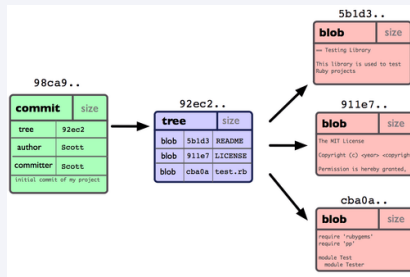 98ca9..
commit size
tree 92ec2
author Scott
committer Scott
initial commit of my project
92ec2..
tree size
blob 5b1d3 README
blob 911e7 LICENSE
blob cba0a test.rb
5b1d3..
blob size
== Testing Library
This library is used to test
Ruby projects
911e7..
blob size
The MIT License
Copyright (c) <year> <copyrigh
Permission is hereby granted,
cba0a..
blob size
require 'rubygems'
require 'pp'
module Test
module Tester